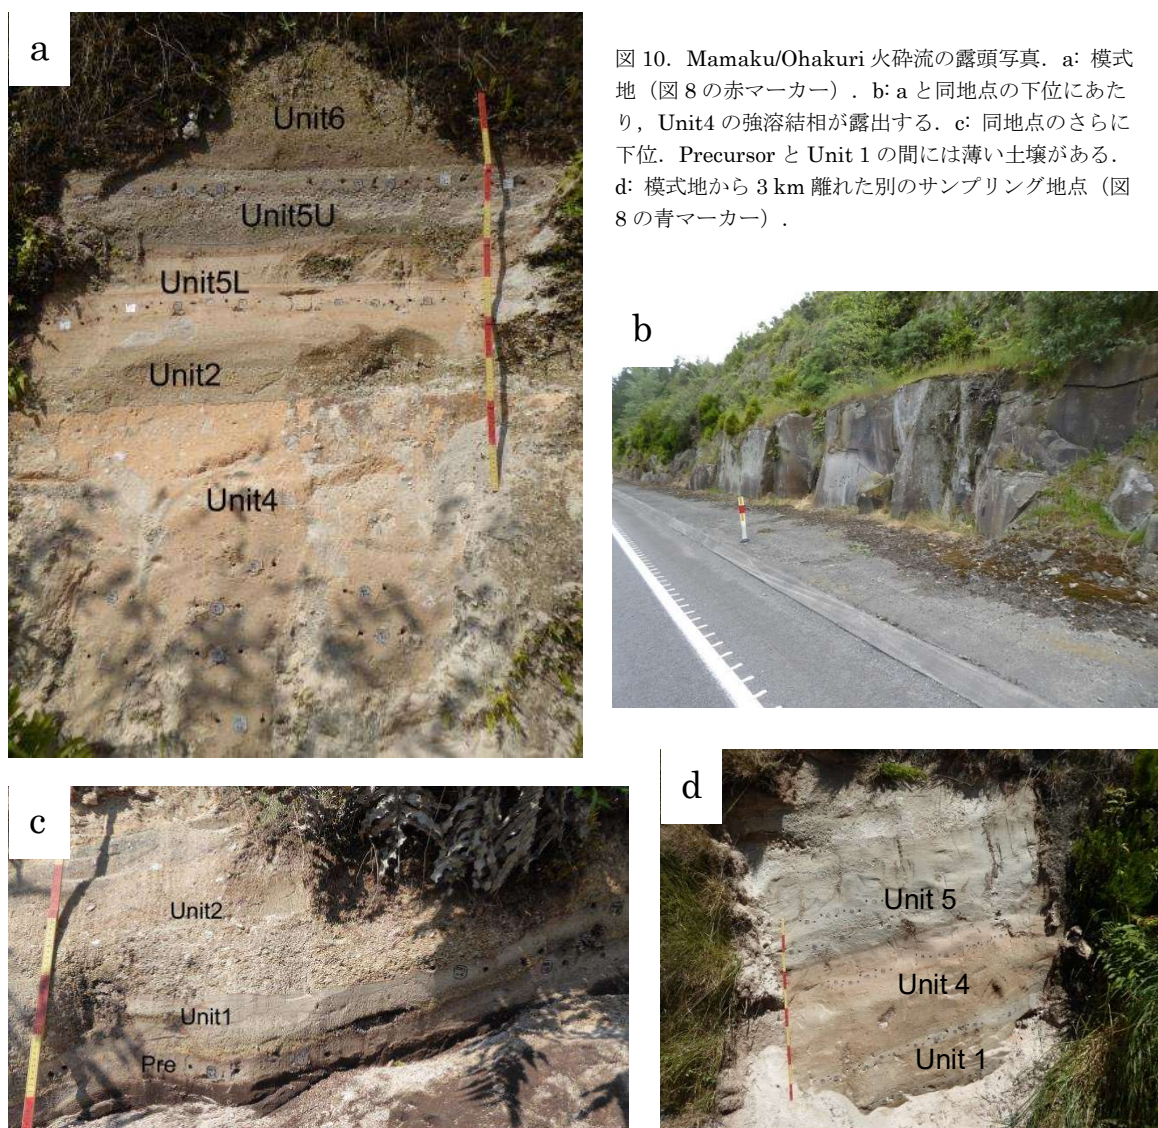 a
Unit6
Unit5U
Unit5L
Unit2
Unit4
図 10．Mamaku/Ohakuri 火砕流の露頭写真．a: 模式
地（図 8 の赤マーカー）．b: a と同地点の下位にあた
り，Unit4 の強溶結相が露出する．c: 同地点のさらに
下位．Precursor と Unit 1 の間には薄い土壌がある．
d: 模式地から 3 km 離れた別のサンプリング地点（図
8 の青マーカー）．
b
c
Unit2
Unit1
Pre
d
Unit 5
Unit 4
Unit 1